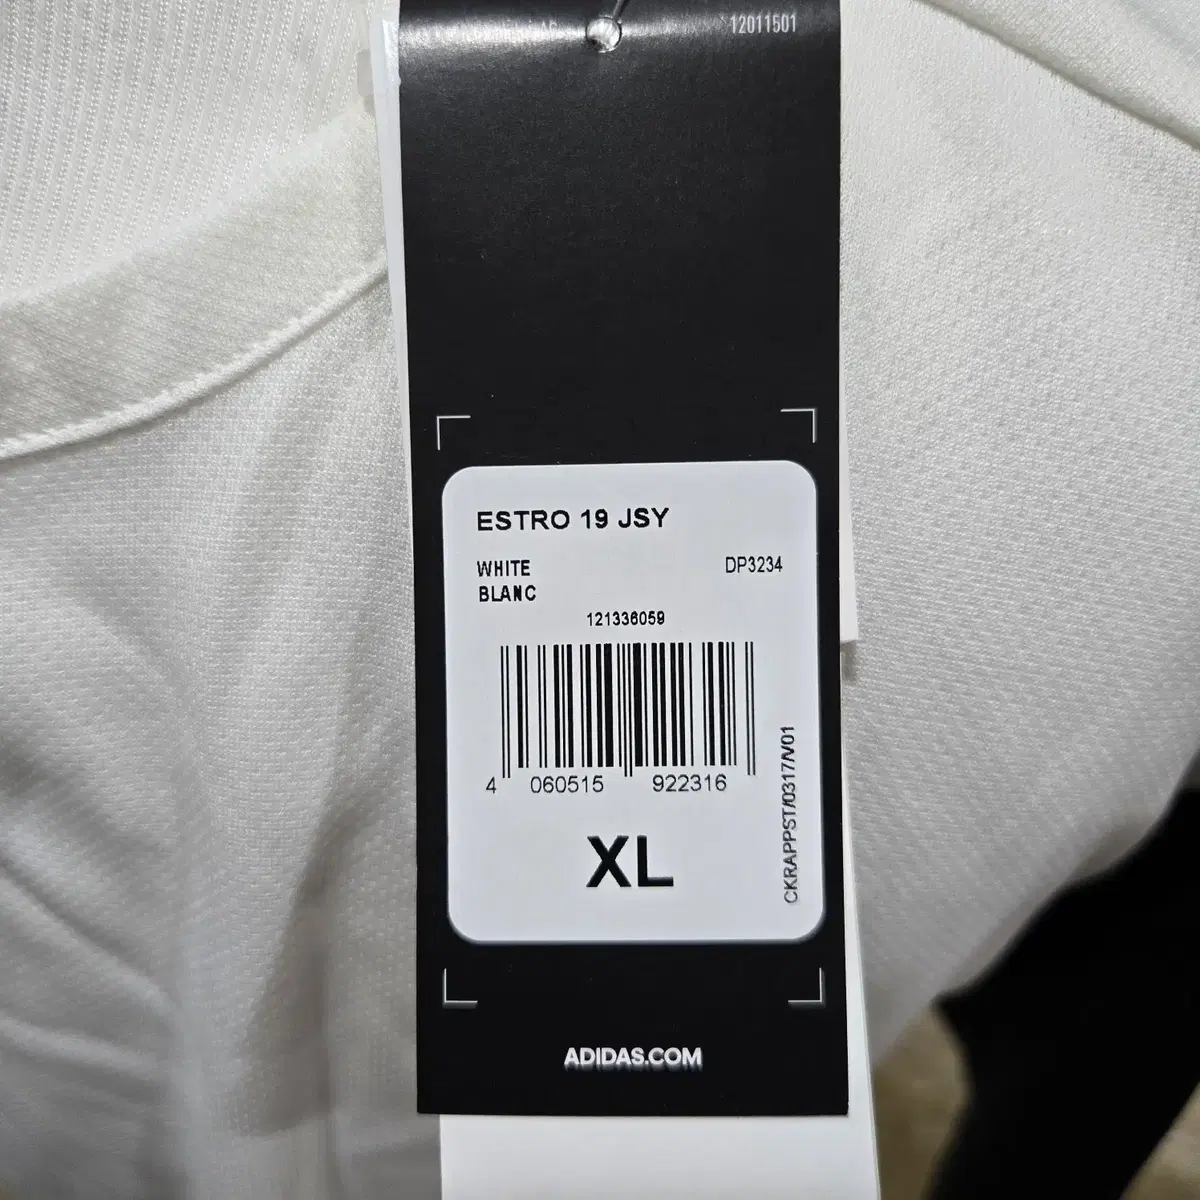 12011501
ESTRO 19 JSY
WHITE
DP3234
BLANC
121336059
4 060515 922316
XL
CKRAPPST/0317/V01
ADIDAS.COM